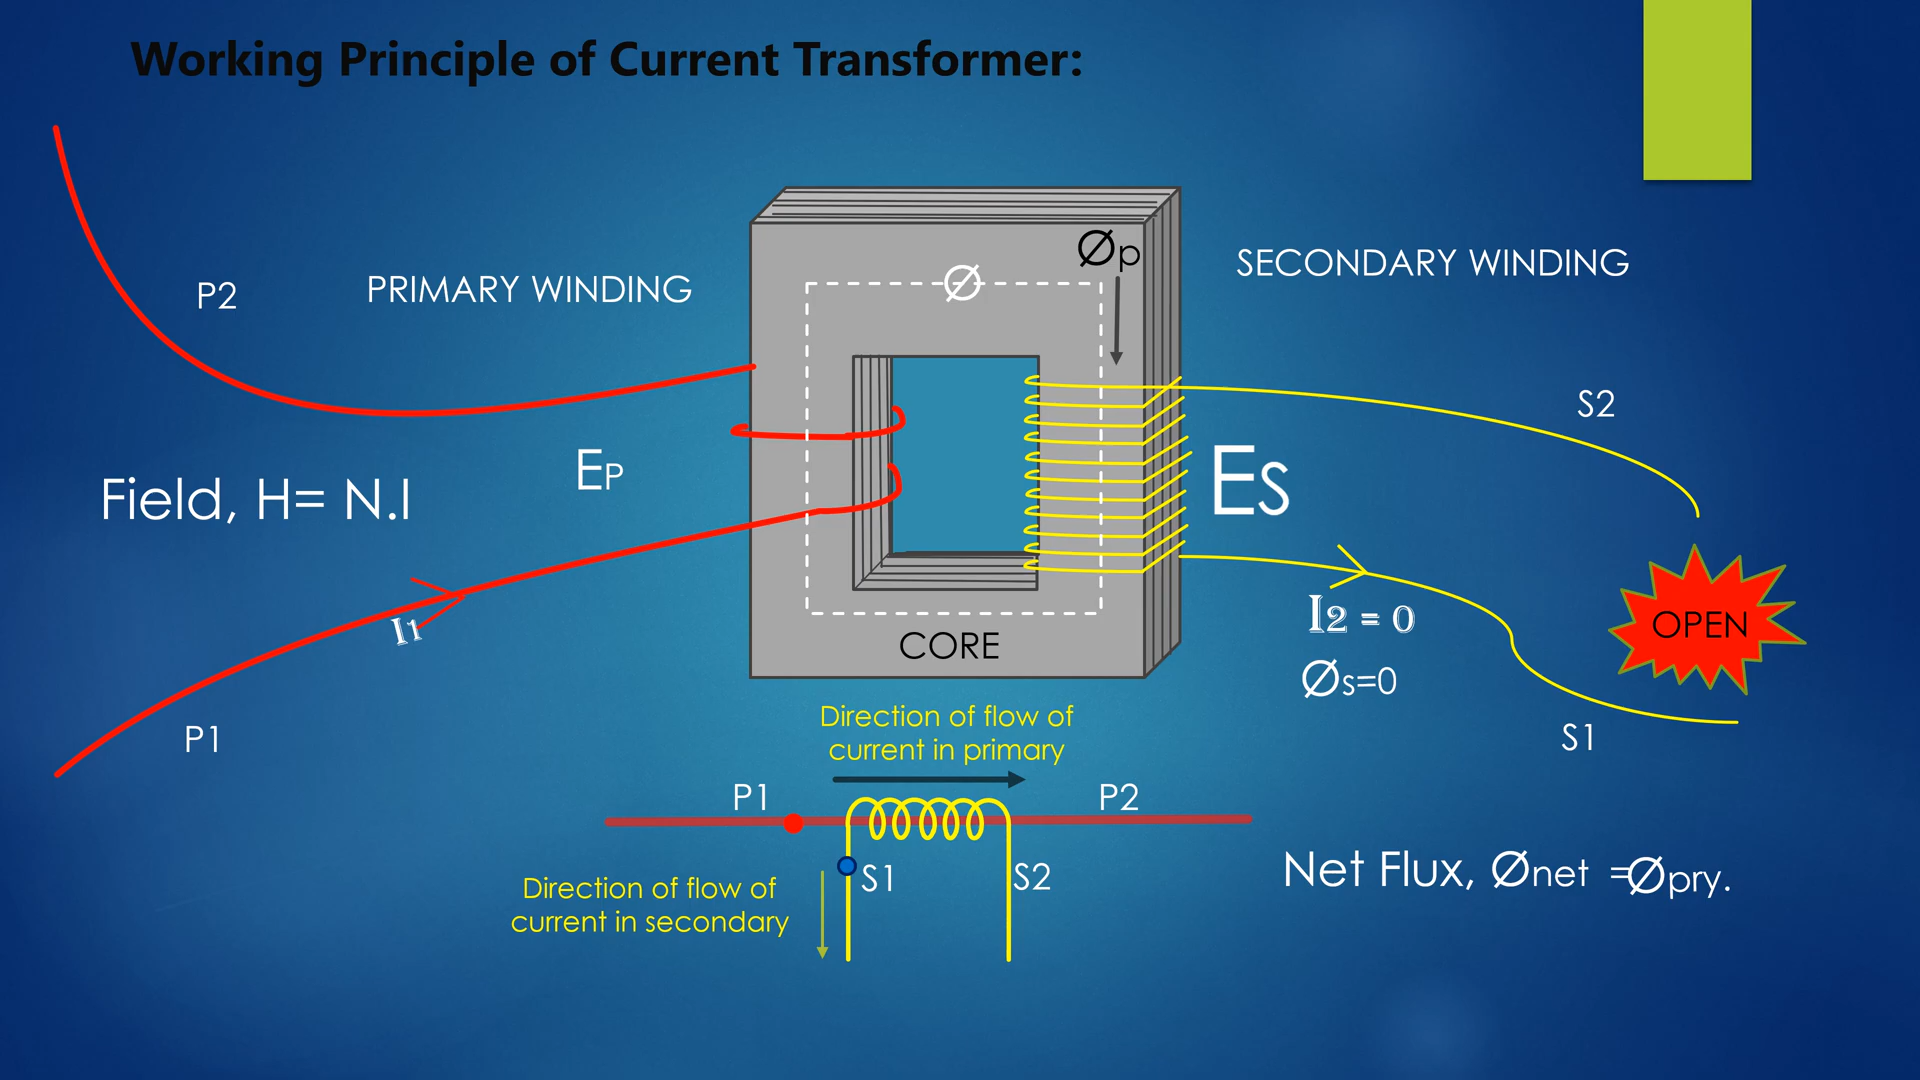 Working Principle of Current Transformer:
P2
PRIMARY WINDING
Øp
Ø
SECONDARY WINDING
S2
EP
Es
Field, H= N.I
I1
I2 = 0
OPEN
CORE
Øs=0
P1
S1
Direction of flow of
current in primary
P1
P2
S1
S2
Direction of flow of
current in secondary
Net Flux, Ønet =Øpry.